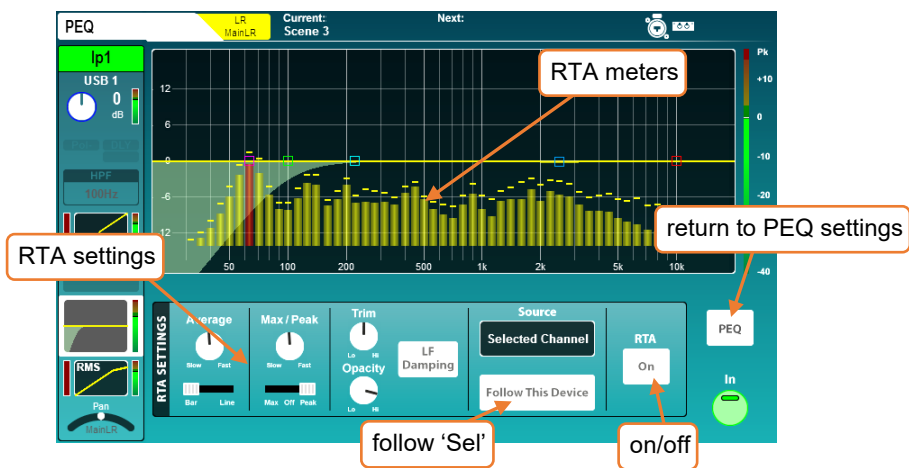 PEQ
LR
MainLR
Current:
Scene 3
Next:
Ip1
USB 1
0
dB
HPF
100Hz
RMS
Pan
MainLR
12
6
0
-6
-12
50 100 200 500 1k 2k 5k 10k
Pk
+10
0
-10
-20
-40
RTA meters
RTA settings
return to PEQ settings
RTA SETTINGS
Average
Slow Fast
Bar Line
Max / Peak
Slow Fast
Max Off Peak
Trim
Lo Hi
Opacity
Lo Hi
LF
Damping
Source
Selected Channel
Follow This Device
RTA
On
PEQ
In
follow ‘Sel’
on/off